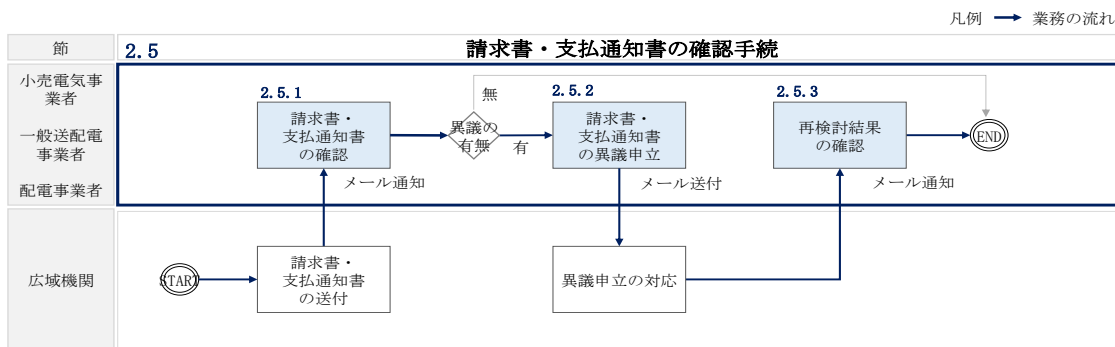 凡例 業務の流れ
節 2.5 請求書・支払通知書の確認手続
小売電気事
業者
一般送配電
事業者
配電事業者
2.5.1
請求書・
支払通知書
の確認
異議の
有無
無
有
2.5.2
請求書・
支払通知書
の異議申立
2.5.3
再検討結果
の確認
END
メール通知
メール送付
メール通知
広域機関
START
請求書・
支払通知書
の送付
異議申立の対応